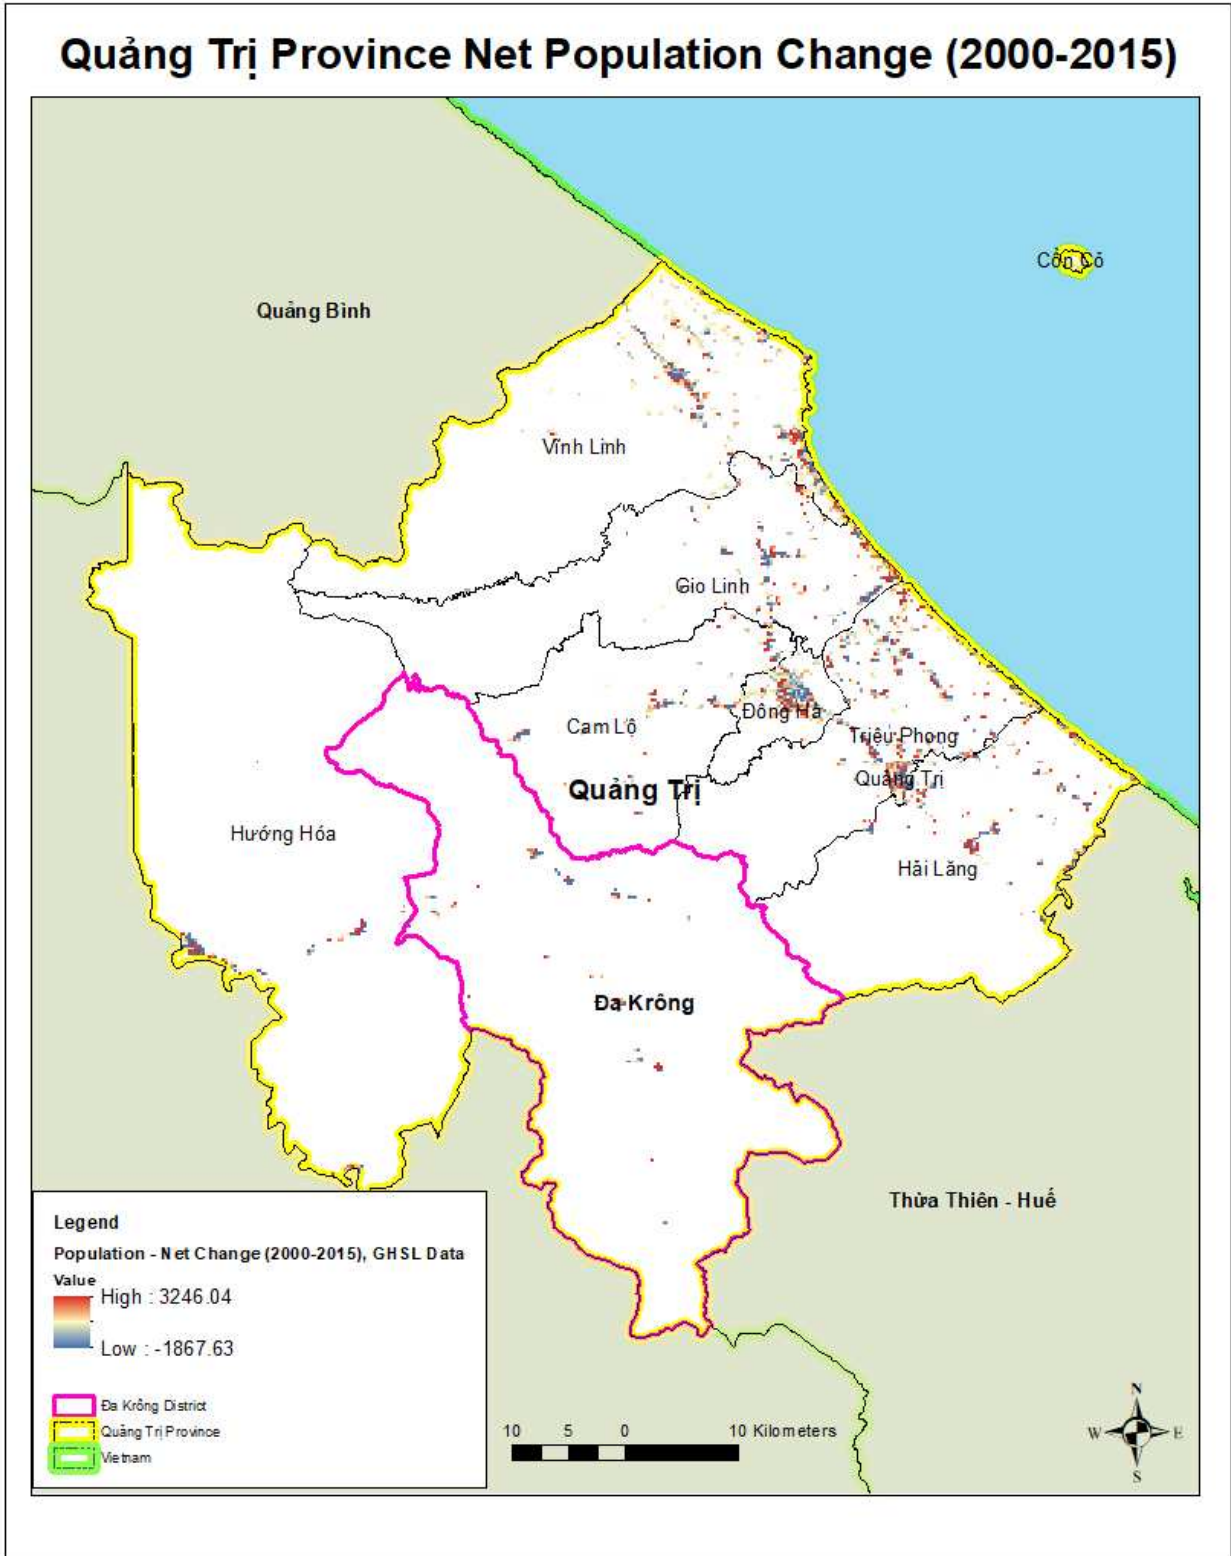 Quảng Trị Province Net Population Change (2000-2015)
Cồn Cỏ
Quảng Bình
Vĩnh Linh
Gio Linh
Cam Lộ
Đông Hà
Triệu Phong
Quảng Trị
Quảng Trị
Hướng Hóa
Hải Lăng
Đa Krông
Thừa Thiên - Huế
Legend
Population - Net Change (2000-2015), GHSL Data
Value
High : 3246.04
Low : -1867.63
Đa Krông District
Quảng Trị Province
Vietnam
10 5 0 10 Kilometers
N
W E
S